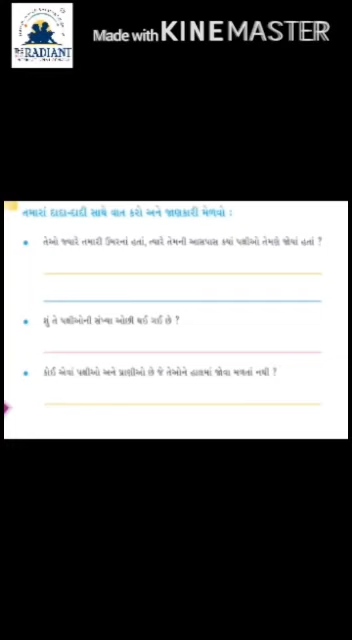 THE RADIANT
Made with KINEMASTER
તમારાં દાદા-દાદી સાથે વાત કરો અને જાણકારી મેળવો :
• તેઓ જ્યારે તમારી ઉંમરનાં હતાં, ત્યારે તેમની આસપાસ ક્યાં પક્ષીઓ તેમણે જોયાં હતાં ?
• શું તે પક્ષીઓની સંખ્યા ઓછી થઈ ગઈ છે ?
• કોઈ એવાં પક્ષીઓ અને પ્રાણીઓ છે જે તેઓને હાલમાં જોવા મળતાં નથી ?